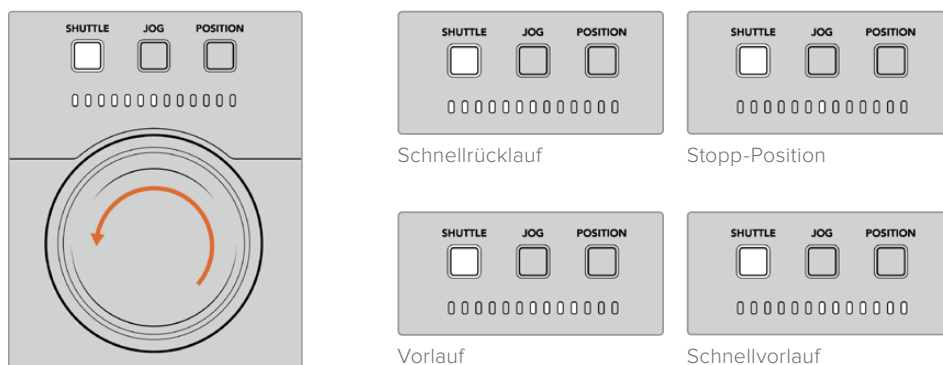 SHUTTLE JOG POSITION
SHUTTLE JOG POSITION
Schnellrücklauf
SHUTTLE JOG POSITION
Stopp-Position
SHUTTLE JOG POSITION
Vorlauf
SHUTTLE JOG POSITION
Schnellvorlauf